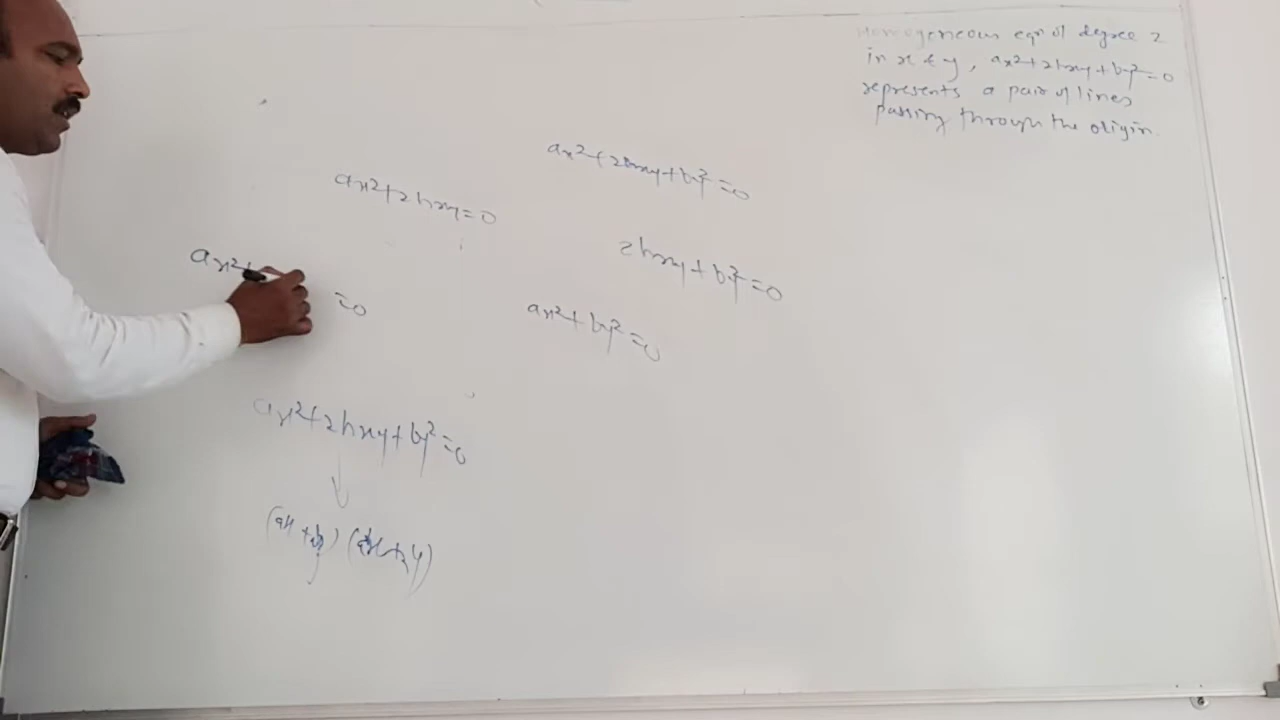 Homogeneous eqn of degree 2
in x & y, ax²+2hxy+by²=0
represents a pair of lines
passing through the origin.
ax²+2hxy+by²=0
ax²+2hxy=0
2hxy+by²=0
ax²+ =0
ax²+by²=0
ax²+2hxy+by²=0